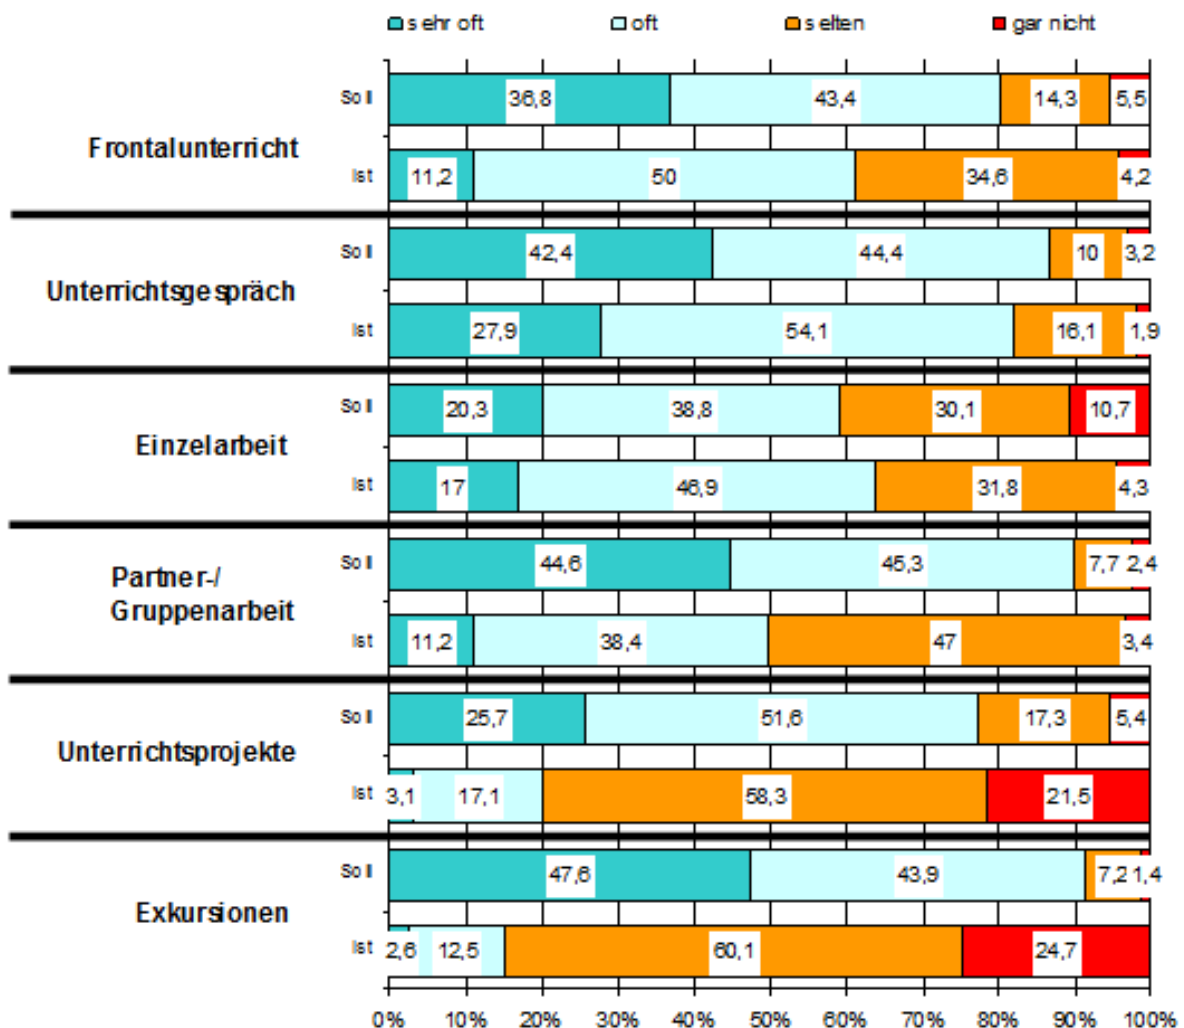 sehr oft oft selten gar nicht
Soll 36,8 43,4 14,3 5,5
Frontalunterricht
Ist 11,2 50 34,6 4,2
Soll 42,4 44,4 10 3,2
Unterrichtsgespräch
Ist 27,9 54,1 16,1 1,9
Soll 20,3 38,8 30,1 10,7
Einzelarbeit
Ist 17 46,9 31,8 4,3
Soll 44,6 45,3 7,7 2,4
Partner-/
Gruppenarbeit
Ist 11,2 38,4 47 3,4
Soll 25,7 51,6 17,3 5,4
Unterrichtsprojekte
Ist 3,1 17,1 58,3 21,5
Soll 47,6 43,9 7,2 1,4
Exkursionen
Ist 2,6 12,5 60,1 24,7
0% 10% 20% 30% 40% 50% 60% 70% 80% 90% 100%